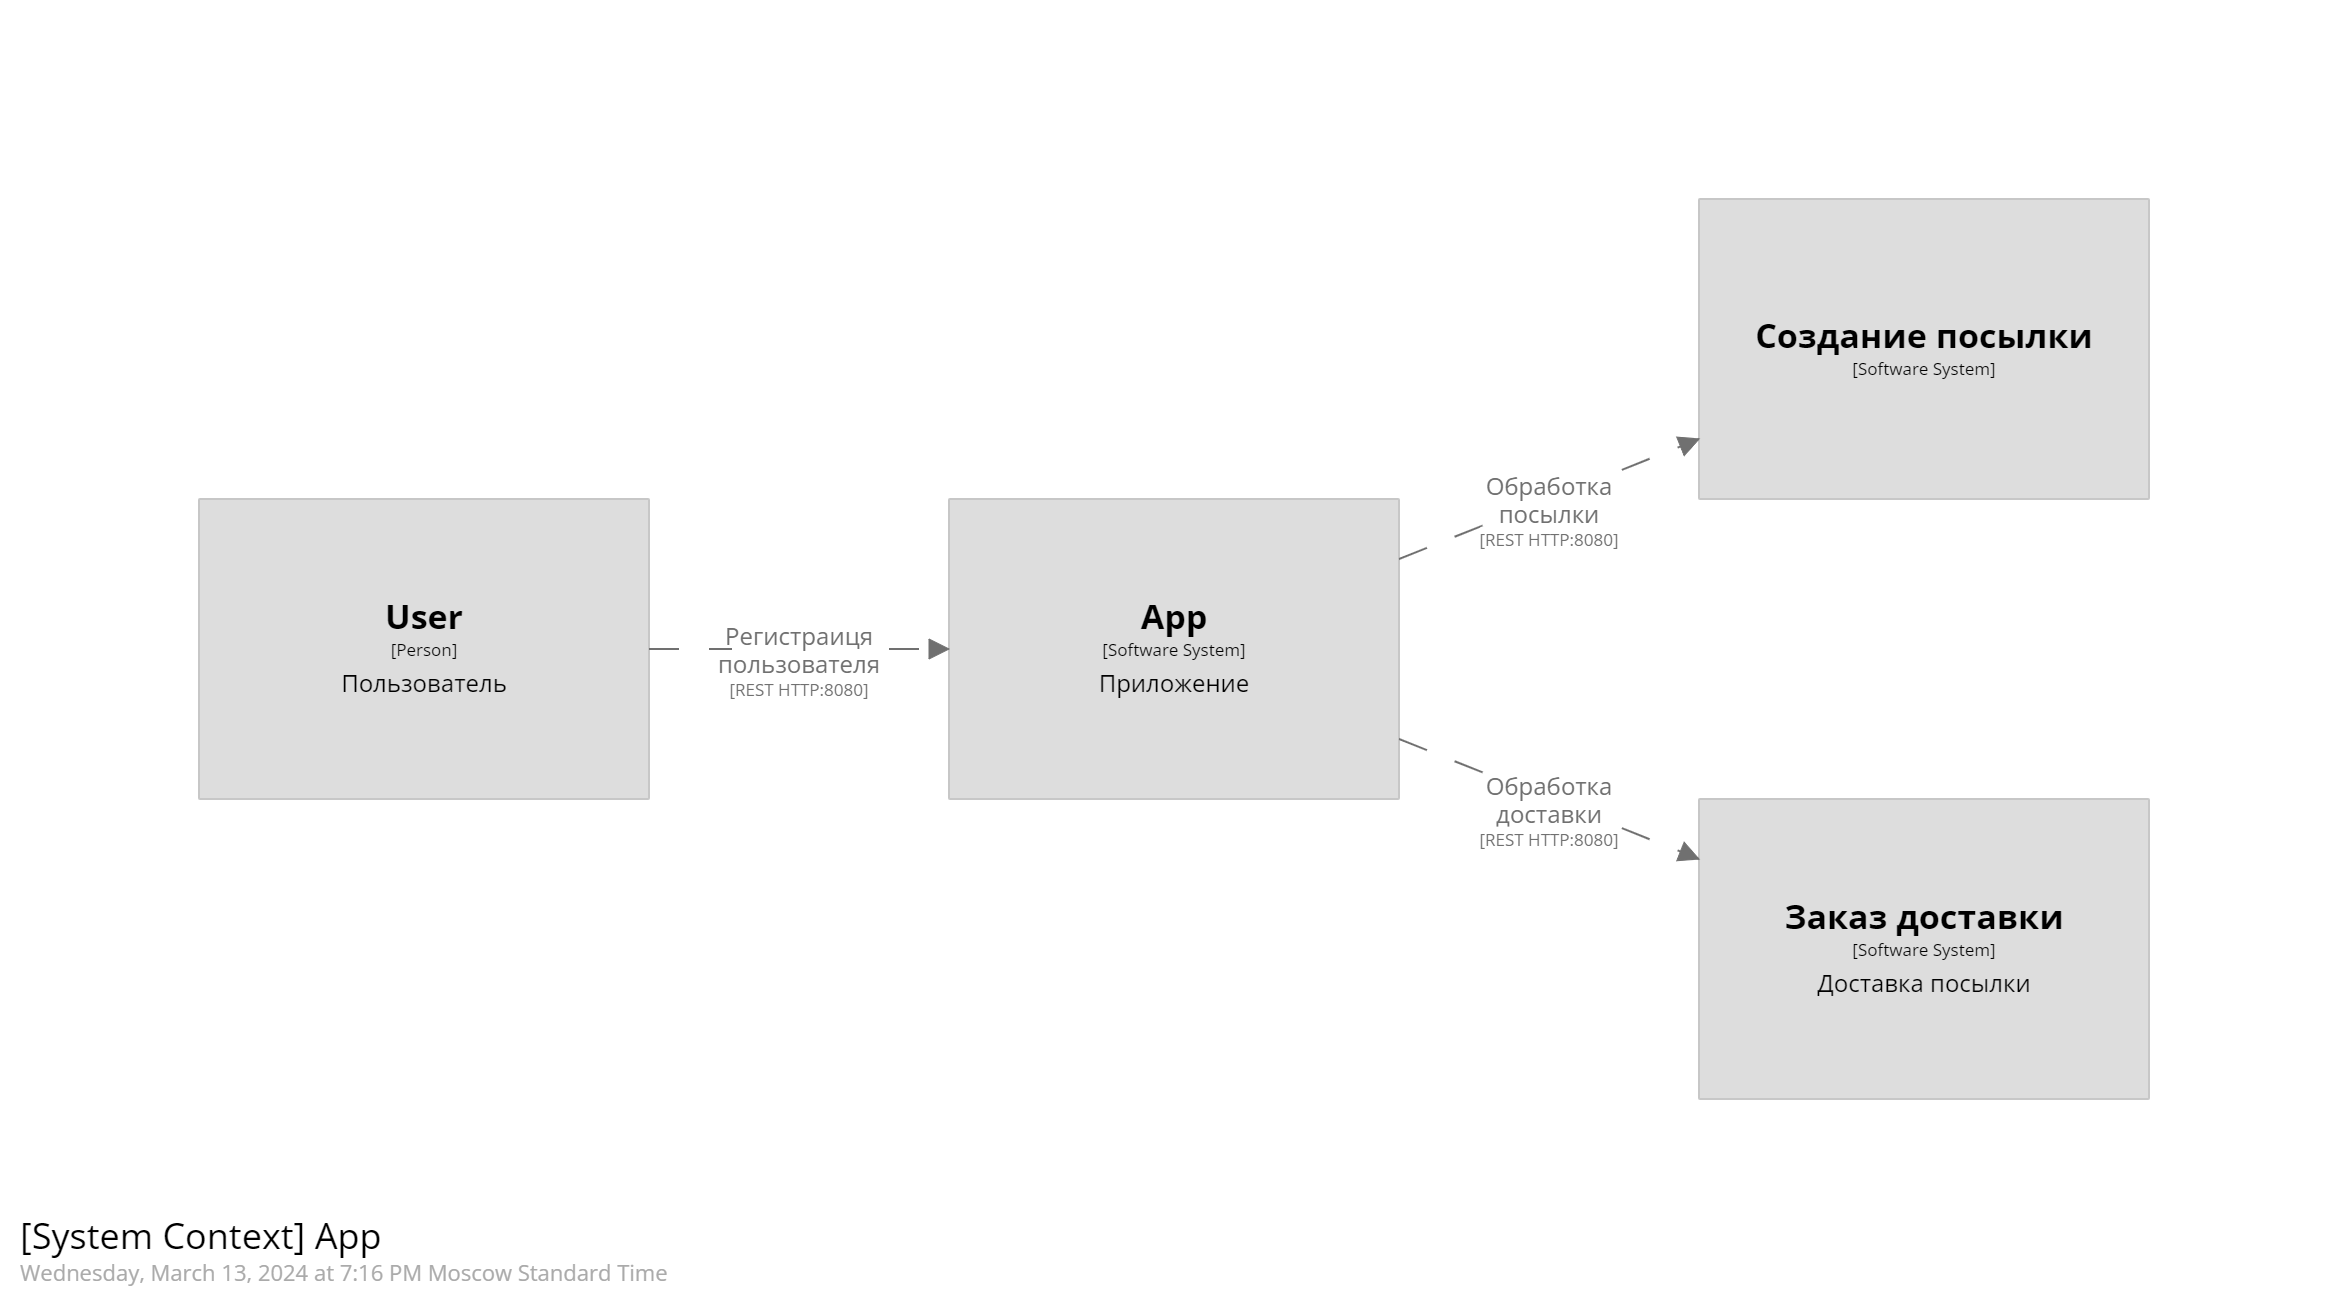 Создание посылки
[Software System]
Обработка
посылки
[REST HTTP:8080]
User
[Person]
Пользователь
Регистраиця
пользователя
[REST HTTP:8080]
App
[Software System]
Приложение
Обработка
доставки
[REST HTTP:8080]
Заказ доставки
[Software System]
Доставка посылки
[System Context] App
Wednesday, March 13, 2024 at 7:16 PM Moscow Standard Time